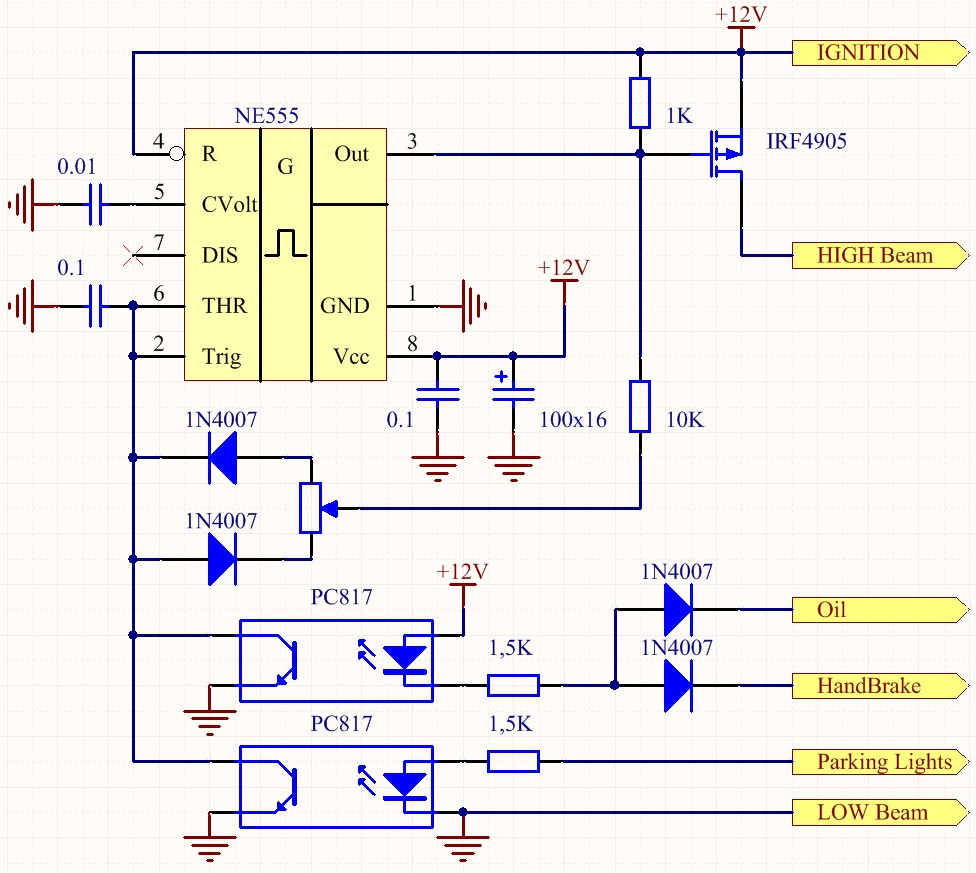 +12V
IGNITION
NE555
1K
4
R
G
Out
3
IRF4905
0.01
5
CVolt
7
DIS
HIGH Beam
0.1
+12V
6
THR
GND
1
2
Trig
Vcc
8
1N4007
0.1
100x16
10K
1N4007
+12V
1N4007
PC817
Oil
1,5K
1N4007
HandBrake
PC817
1,5K
Parking Lights
LOW Beam